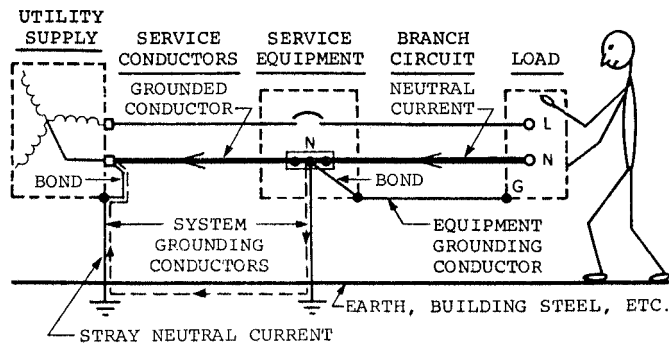 UTILITY
SUPPLY
SERVICE
CONDUCTORS
SERVICE
EQUIPMENT
BRANCH
CIRCUIT
LOAD
GROUNDED
CONDUCTOR
NEUTRAL
CURRENT
L
N
N
BOND
BOND
G
SYSTEM
GROUNDING
CONDUCTORS
EQUIPMENT
GROUNDING
CONDUCTOR
EARTH, BUILDING STEEL, ETC.
STRAY NEUTRAL CURRENT